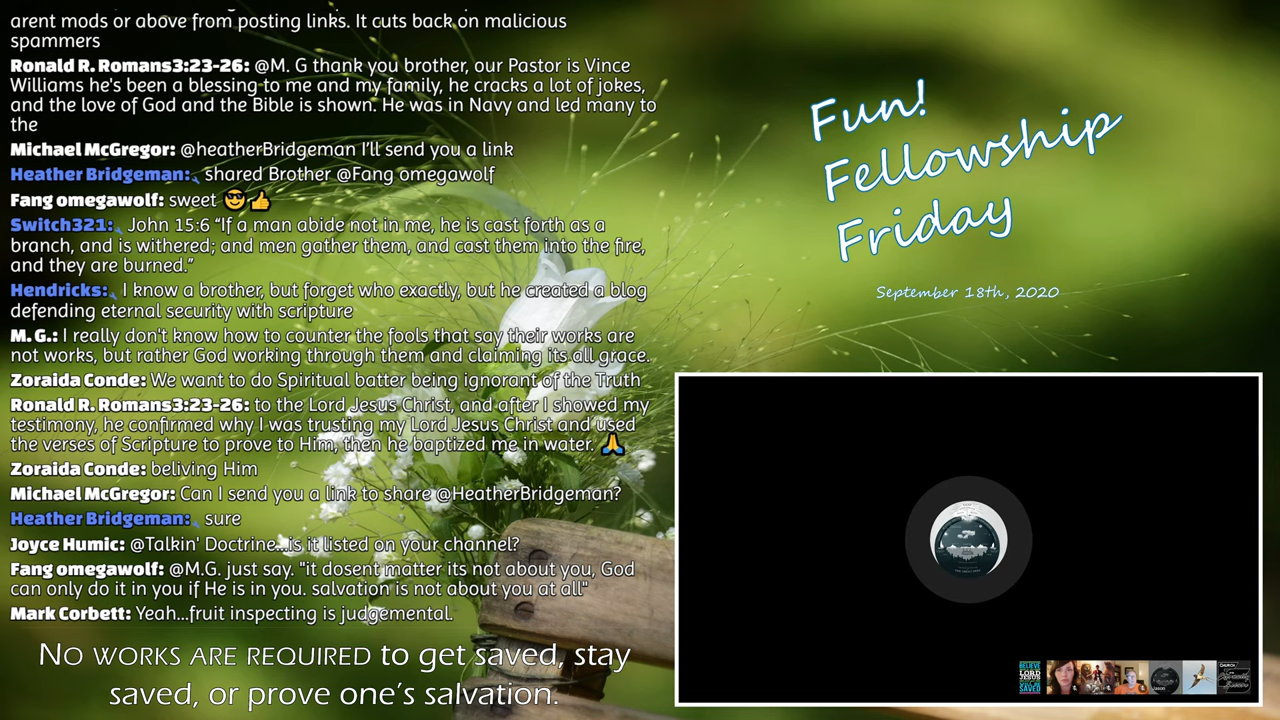 arent mods or above from posting links. It cuts back on malicious
spammers
Ronald R. Romans3:23-26: @M. G thank you brother, our Pastor is Vince
Williams he's been a blessing to me and my family, he cracks a lot of jokes,
and the love of God and the Bible is shown. He was in Navy and led many to
the
Michael McGregor: @heatherBridgeman I'll send you a link
Heather Bridgeman: shared Brother @Fang omegawolf
Fang omegawolf: sweet 😎👍
Switch321: John 15:6 “If a man abide not in me, he is cast forth as a
branch, and is withered; and men gather them, and cast them into the fire,
and they are burned.”
Hendricks: I know a brother, but forget who exactly, but he created a blog
defending eternal security with scripture
M. G.: I really don't know how to counter the fools that say their works are
not works, but rather God working through them and claiming its all grace.
Zoraida Conde: We want to do Spiritual batter being ignorant of the Truth
Ronald R. Romans3:23-26: to the Lord Jesus Christ, and after I showed my
testimony, he confirmed why I was trusting my Lord Jesus Christ and used
the verses of Scripture to prove to Him, then he baptized me in water. 🙏
Zoraida Conde: beliving Him
Michael McGregor: Can I send you a link to share @HeatherBridgeman?
Heather Bridgeman: sure
Joyce Humic: @Talkin' Doctrine...is it listed on your channel?
Fang omegawolf: @M.G. just say. "it dosent matter its not about you, God
can only do it in you if He is in you. salvation is not about you at all"
Mark Corbett: Yeah...fruit inspecting is judgemental.
NO WORKS ARE REQUIRED to get saved, stay
saved, or prove one's salvation.
Fun!
Fellowship
Friday
September 18th, 2020
BELIEVE
LORD
JESUS
SAVED
Jason
CHURCH